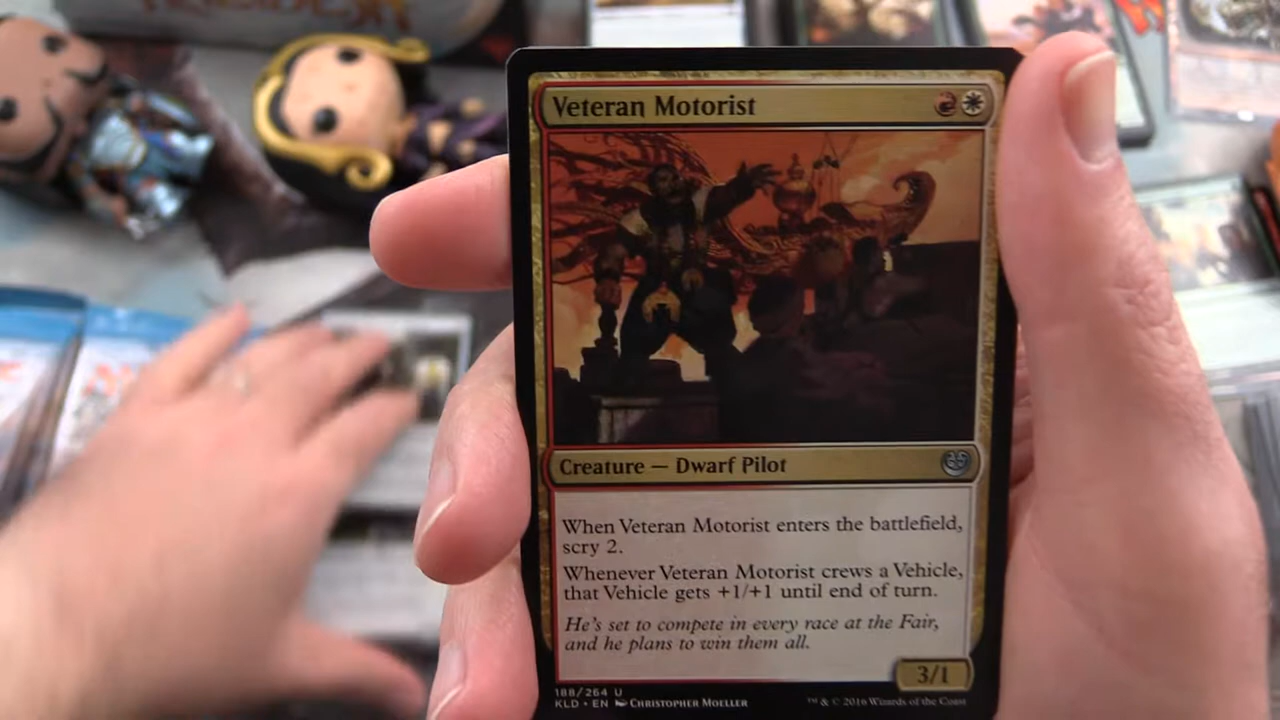 Veteran Motorist
Creature — Dwarf Pilot
When Veteran Motorist enters the battlefield,
scry 2.
Whenever Veteran Motorist crews a Vehicle,
that Vehicle gets +1/+1 until end of turn.
He's set to compete in every race at the Fair,
and he plans to win them all.
3/1
188/264 U
KLD • EN Christopher Moeller
™ & © 2016 Wizards of the Coast